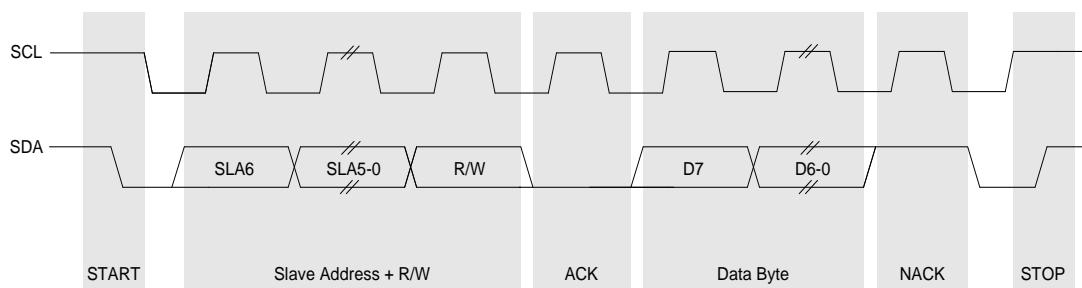 SCL
SDA
SLA6 SLA5-0 R/W D7 D6-0
START Slave Address + R/W ACK Data Byte NACK STOP